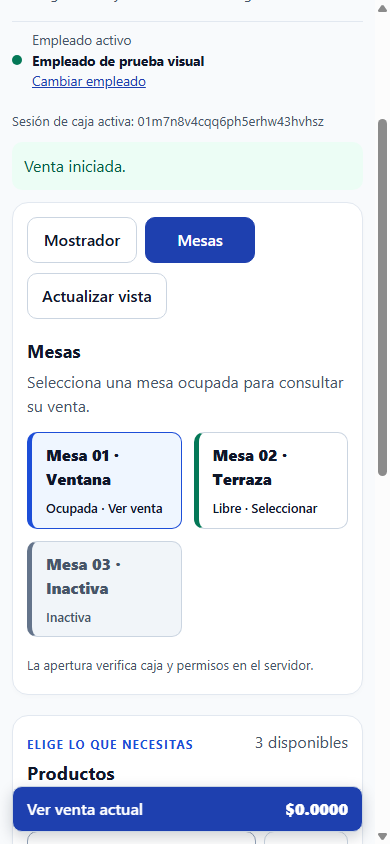 Empleado activo
Empleado de prueba visual
Cambiar empleado
Sesión de caja activa: 01m7n8v4cqq6ph5erhw43hvhsz
Venta iniciada.
Mostrador
Mesas
Actualizar vista
Mesas
Selecciona una mesa ocupada para consultar
su venta.
Mesa 01 ·
Ventana
Ocupada · Ver venta
Mesa 02 ·
Terraza
Libre · Seleccionar
Mesa 03 ·
Inactiva
Inactiva
La apertura verifica caja y permisos en el servidor.
ELIGE LO QUE NECESITAS
3 disponibles
Productos
Ver venta actual
$0.0000